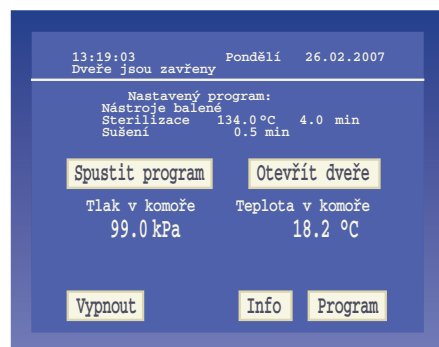 13:19:03 Pondělí 26.02.2007
Dveře jsou zavřeny
Nastavený program:
Nástroje balené
Sterilizace 134.0 °C 4.0 min
Sušení 0.5 min
Spustit program Otevřít dveře
Tlak v komoře Teplota v komoře
99.0 kPa 18.2 °C
Vypnout Info Program